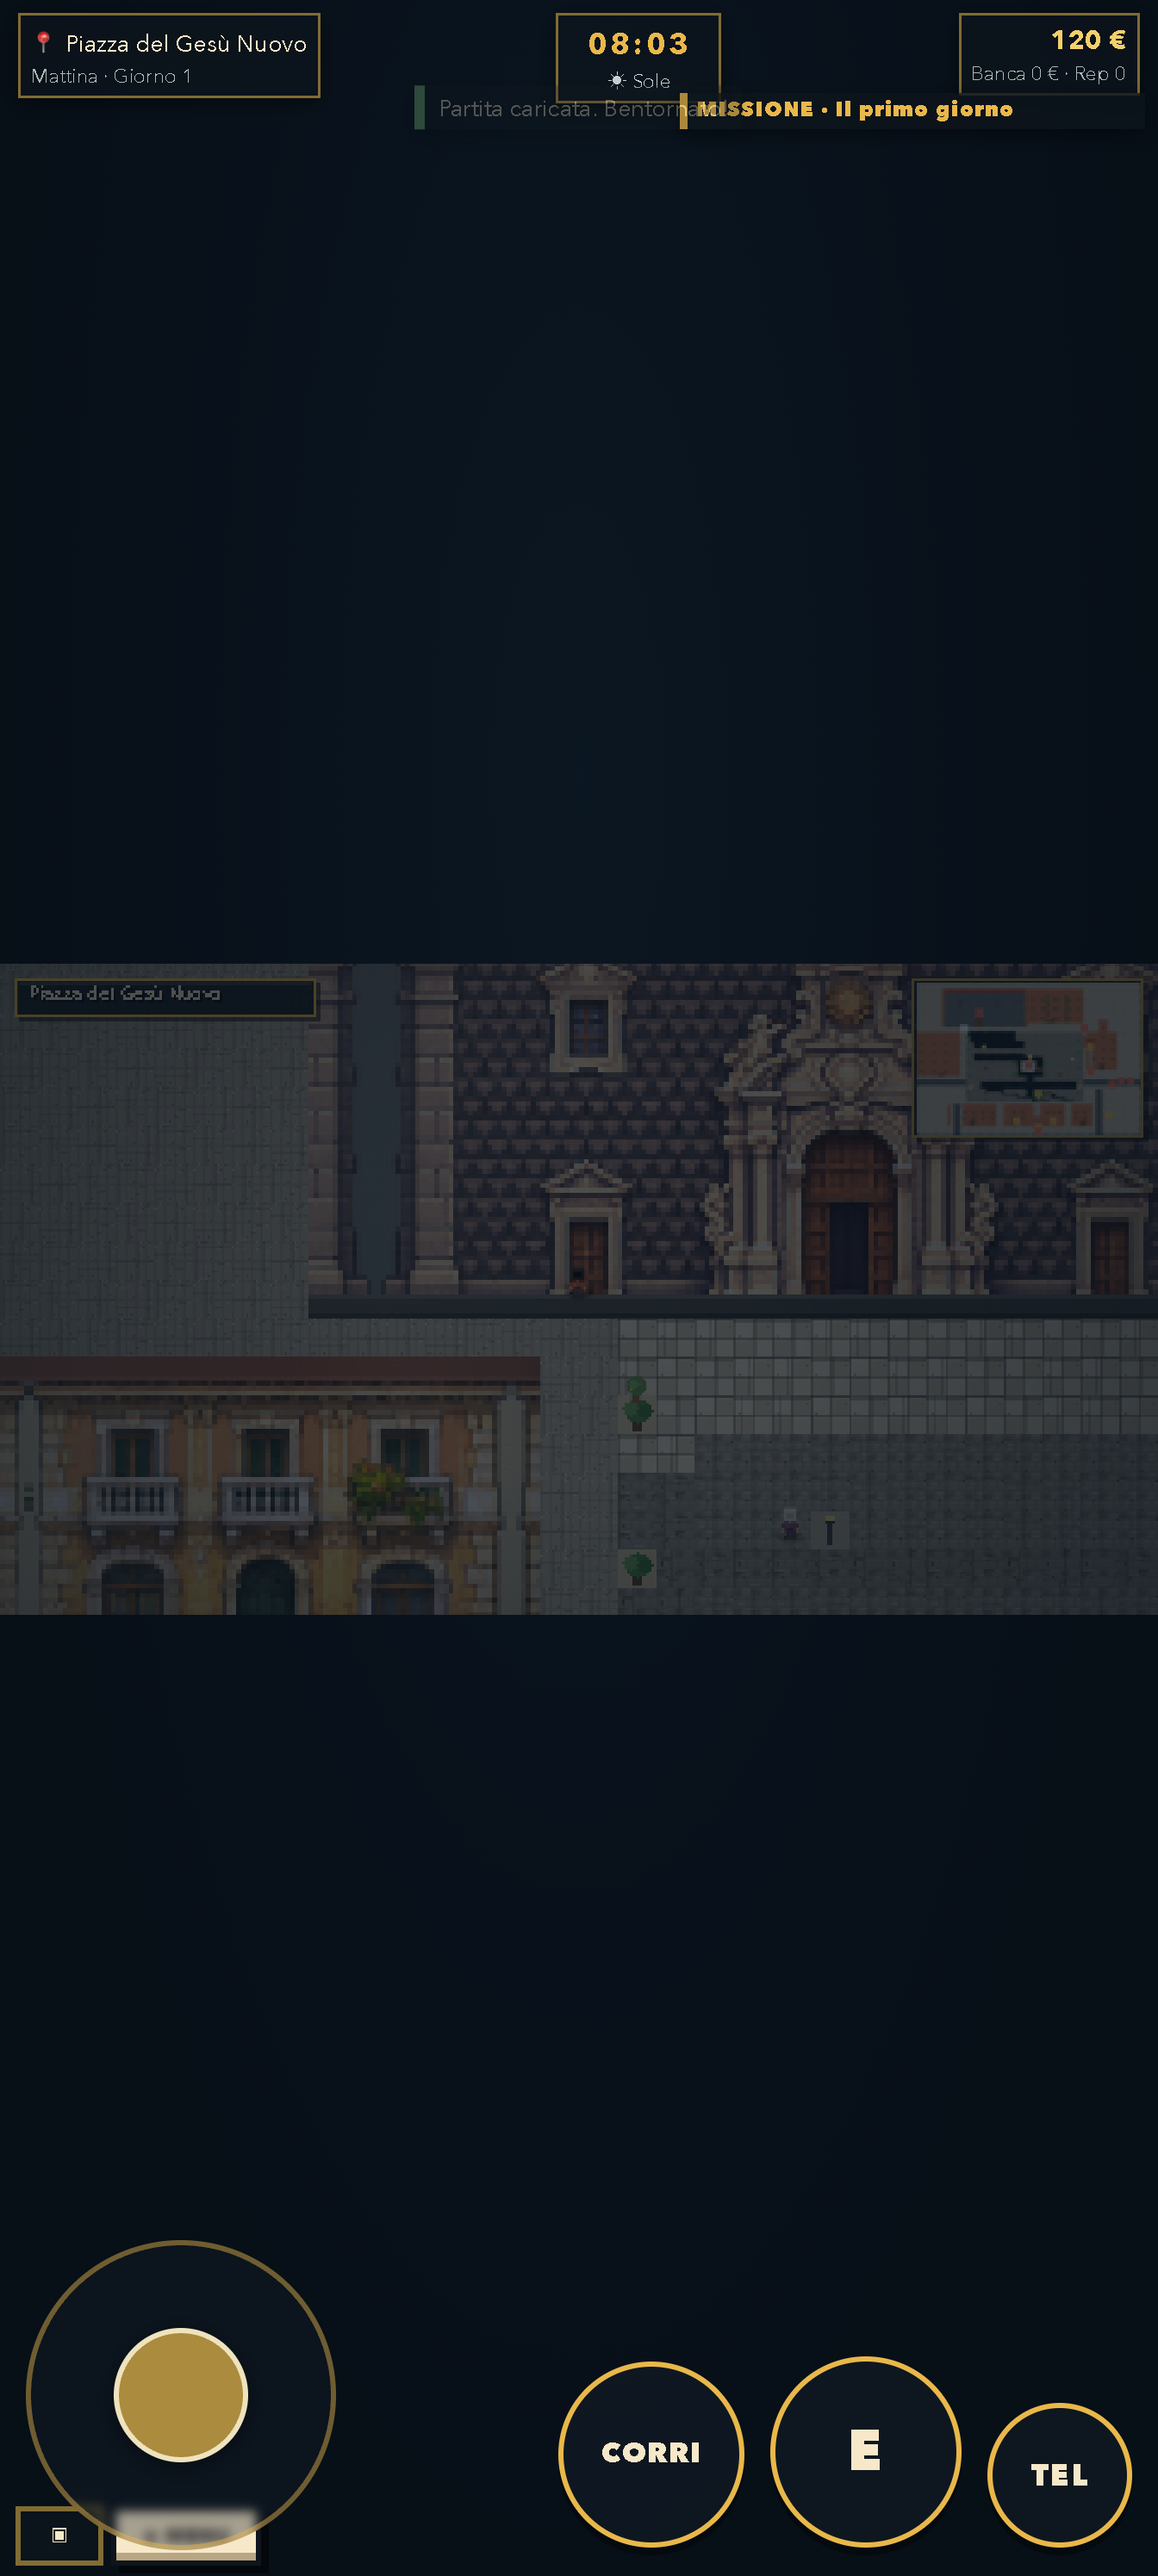 Piazza del Gesù Nuovo
Mattina · Giorno 1
08:03
Sole
120 €
Banca 0 € · Rep 0
Partita caricata. Bentorna
MISSIONE · Il primo giorno
Piazza del Gesù Nuovo
CORRI
E
TEL